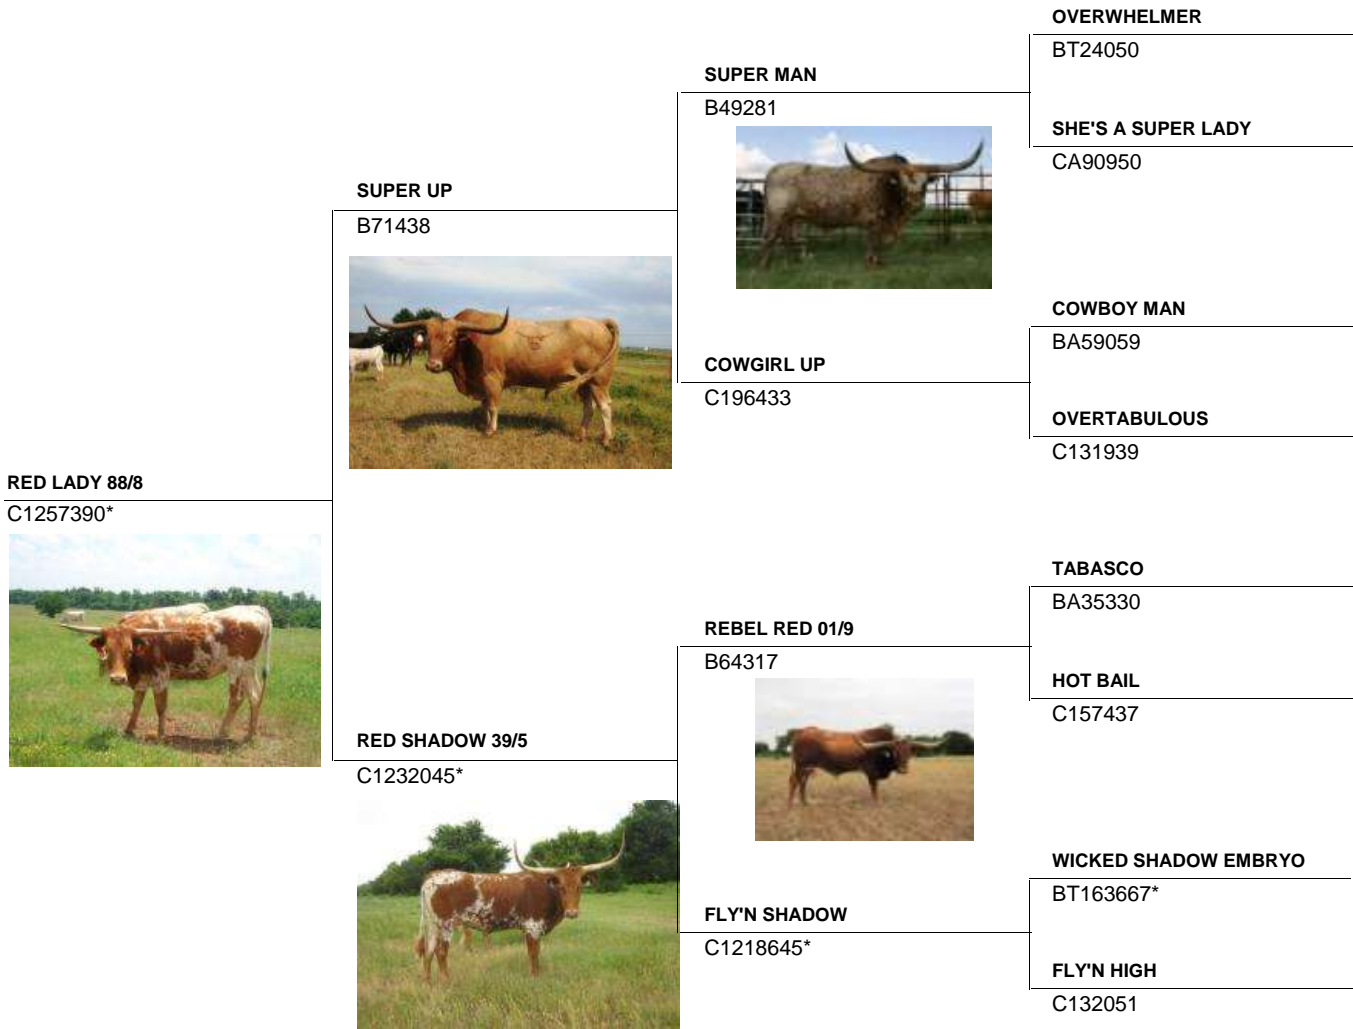 OVERWHELMER
BT24050
SUPER MAN
B49281
SHE'S A SUPER LADY
CA90950
SUPER UP
B71438
COWBOY MAN
BA59059
COWGIRL UP
C196433
OVERTABULOUS
C131939
RED LADY 88/8
C1257390*
TABASCO
BA35330
REBEL RED 01/9
B64317
HOT BAIL
C157437
RED SHADOW 39/5
C1232045*
WICKED SHADOW EMBRYO
BT163667*
FLY'N SHADOW
C1218645*
FLY'N HIGH
C132051